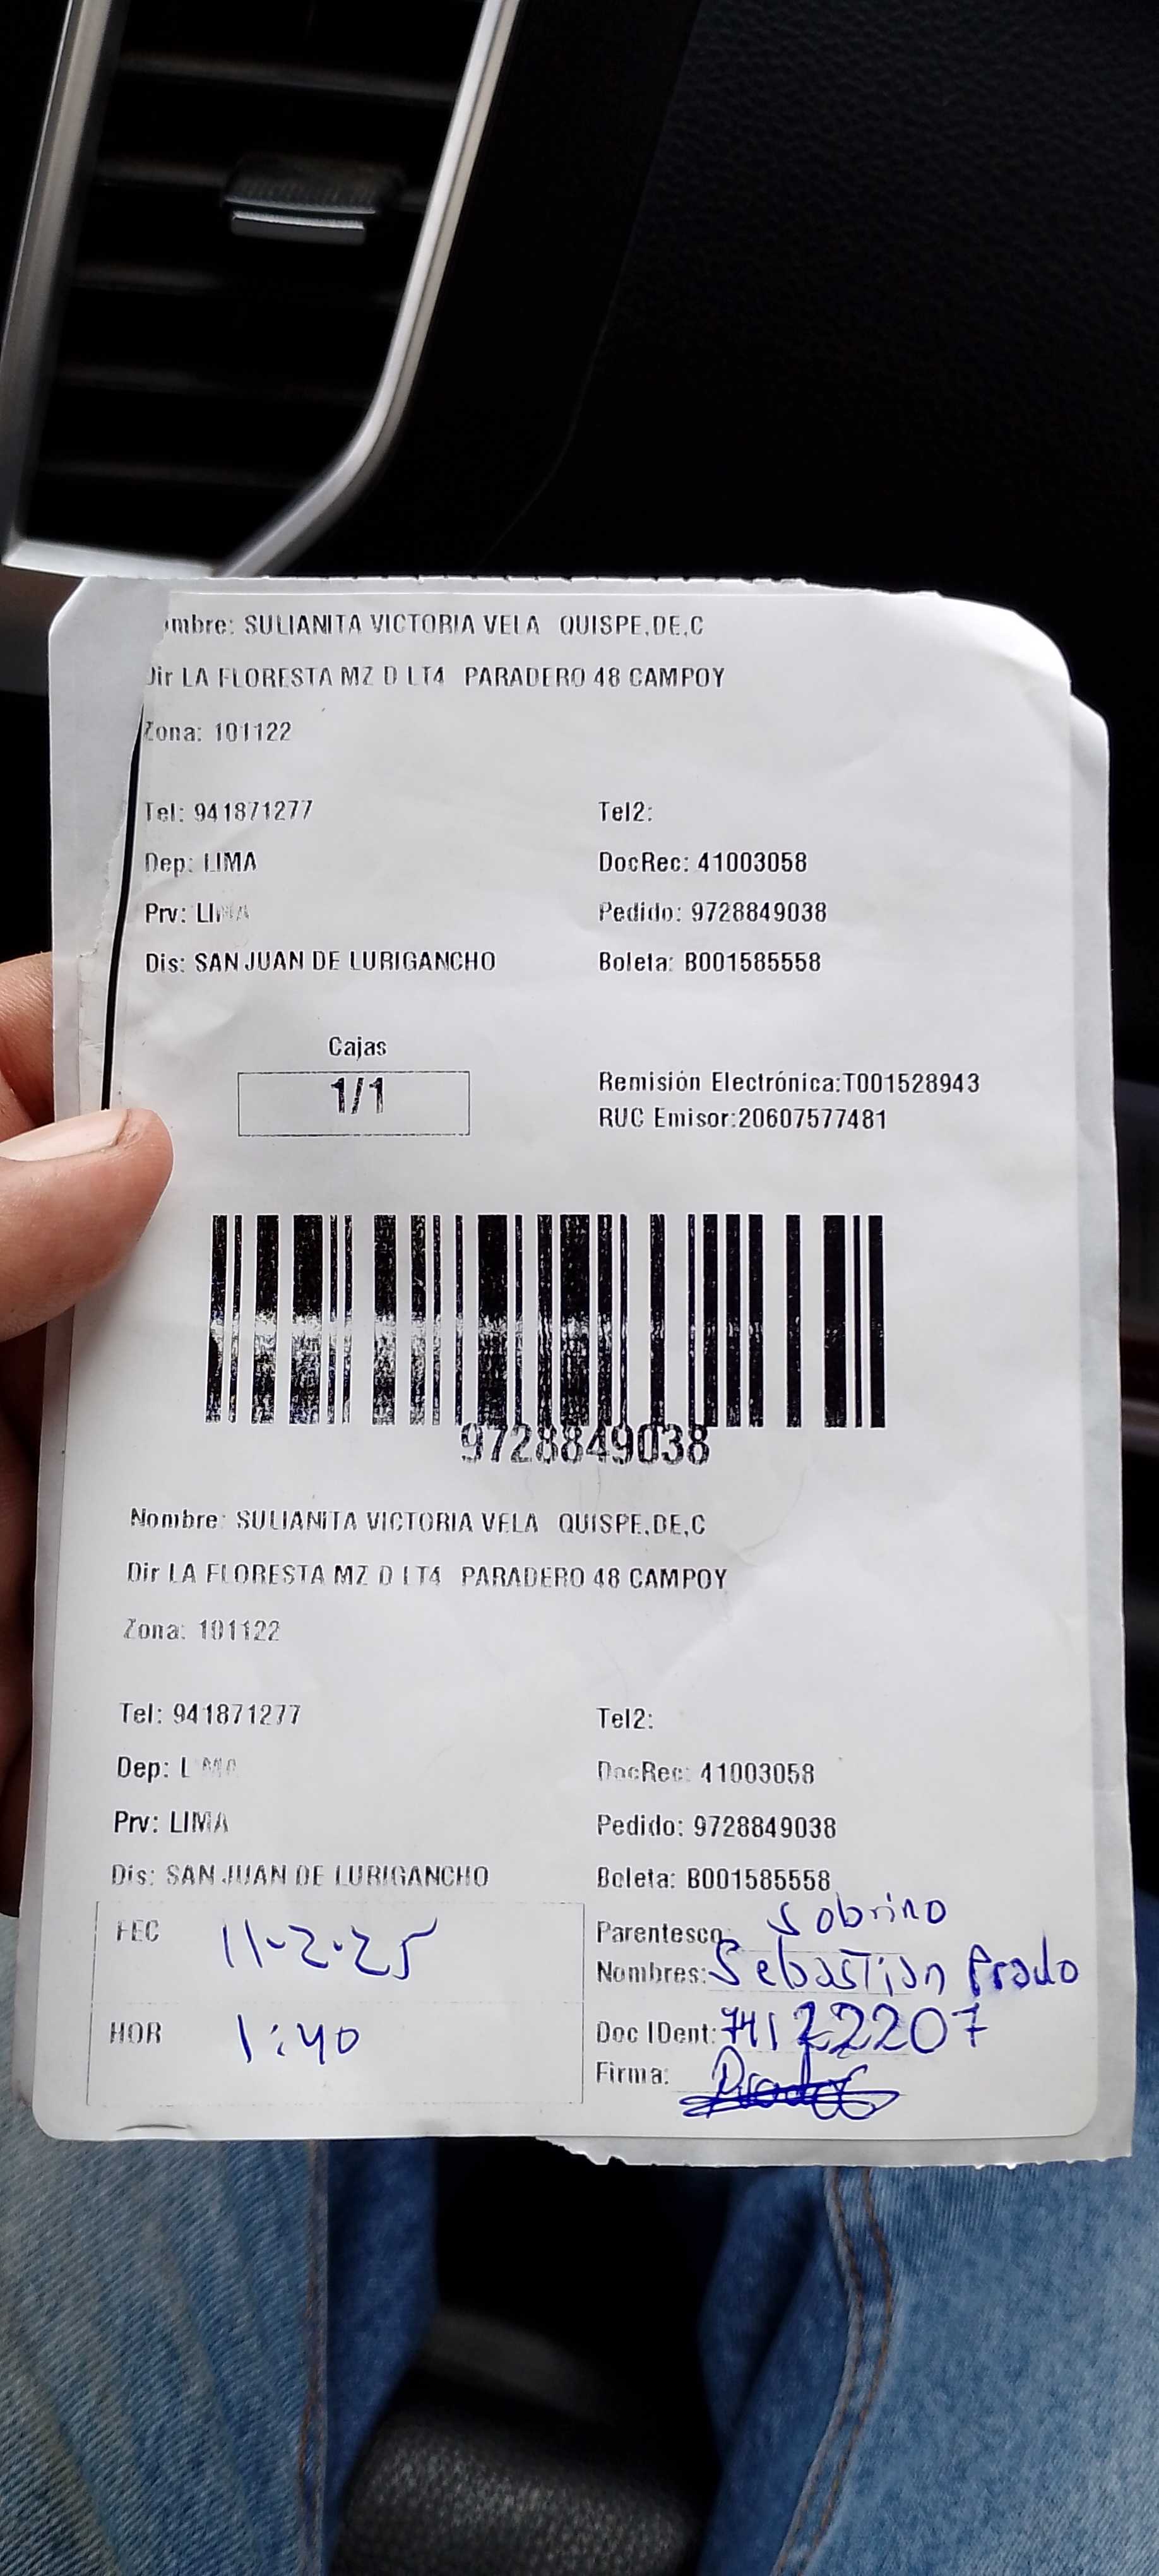 ombre: SULIANITA VICTORIA VELA QUISPE,DE,C
Dir LA FLORESTA MZ D LT4 PARADERO 48 CAMPOY
Zona: 101122
Tel: 941871277 Tel2:
Dep: LIMA DocRec: 41003058
Prv: LIMA Pedido: 9728849038
Dis: SAN JUAN DE LURIGANCHO Boleta: B001585558
Cajas
1/1
Remisión Electrónica:T001528943
RUC Emisor:20607577481
9728849038
Nombre: SULIANITA VICTORIA VELA QUISPE,DE,C
Dir LA FLORESTA MZ D LT4 PARADERO 48 CAMPOY
Zona: 101122
Tel: 941871277 Tel2:
Dep: LIMA DocRec: 41003058
Prv: LIMA Pedido: 9728849038
Dis: SAN JUAN DE LURIGANCHO Boleta: B001585558
FEC 11-2-25
Parentesco: Sobrino
Nombres: Sebastian Prado
HOR 1:40
Doc IDent: 74122207
Firma: